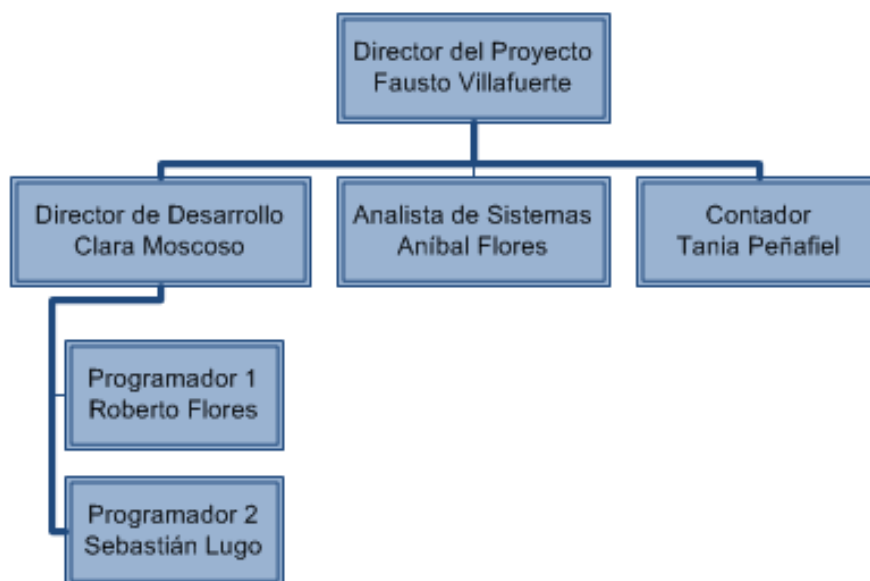 Director del Proyecto
Fausto Villafuerte
Director de Desarrollo
Clara Moscoso
Analista de Sistemas
Aníbal Flores
Contador
Tania Peñafiel
Programador 1
Roberto Flores
Programador 2
Sebastián Lugo